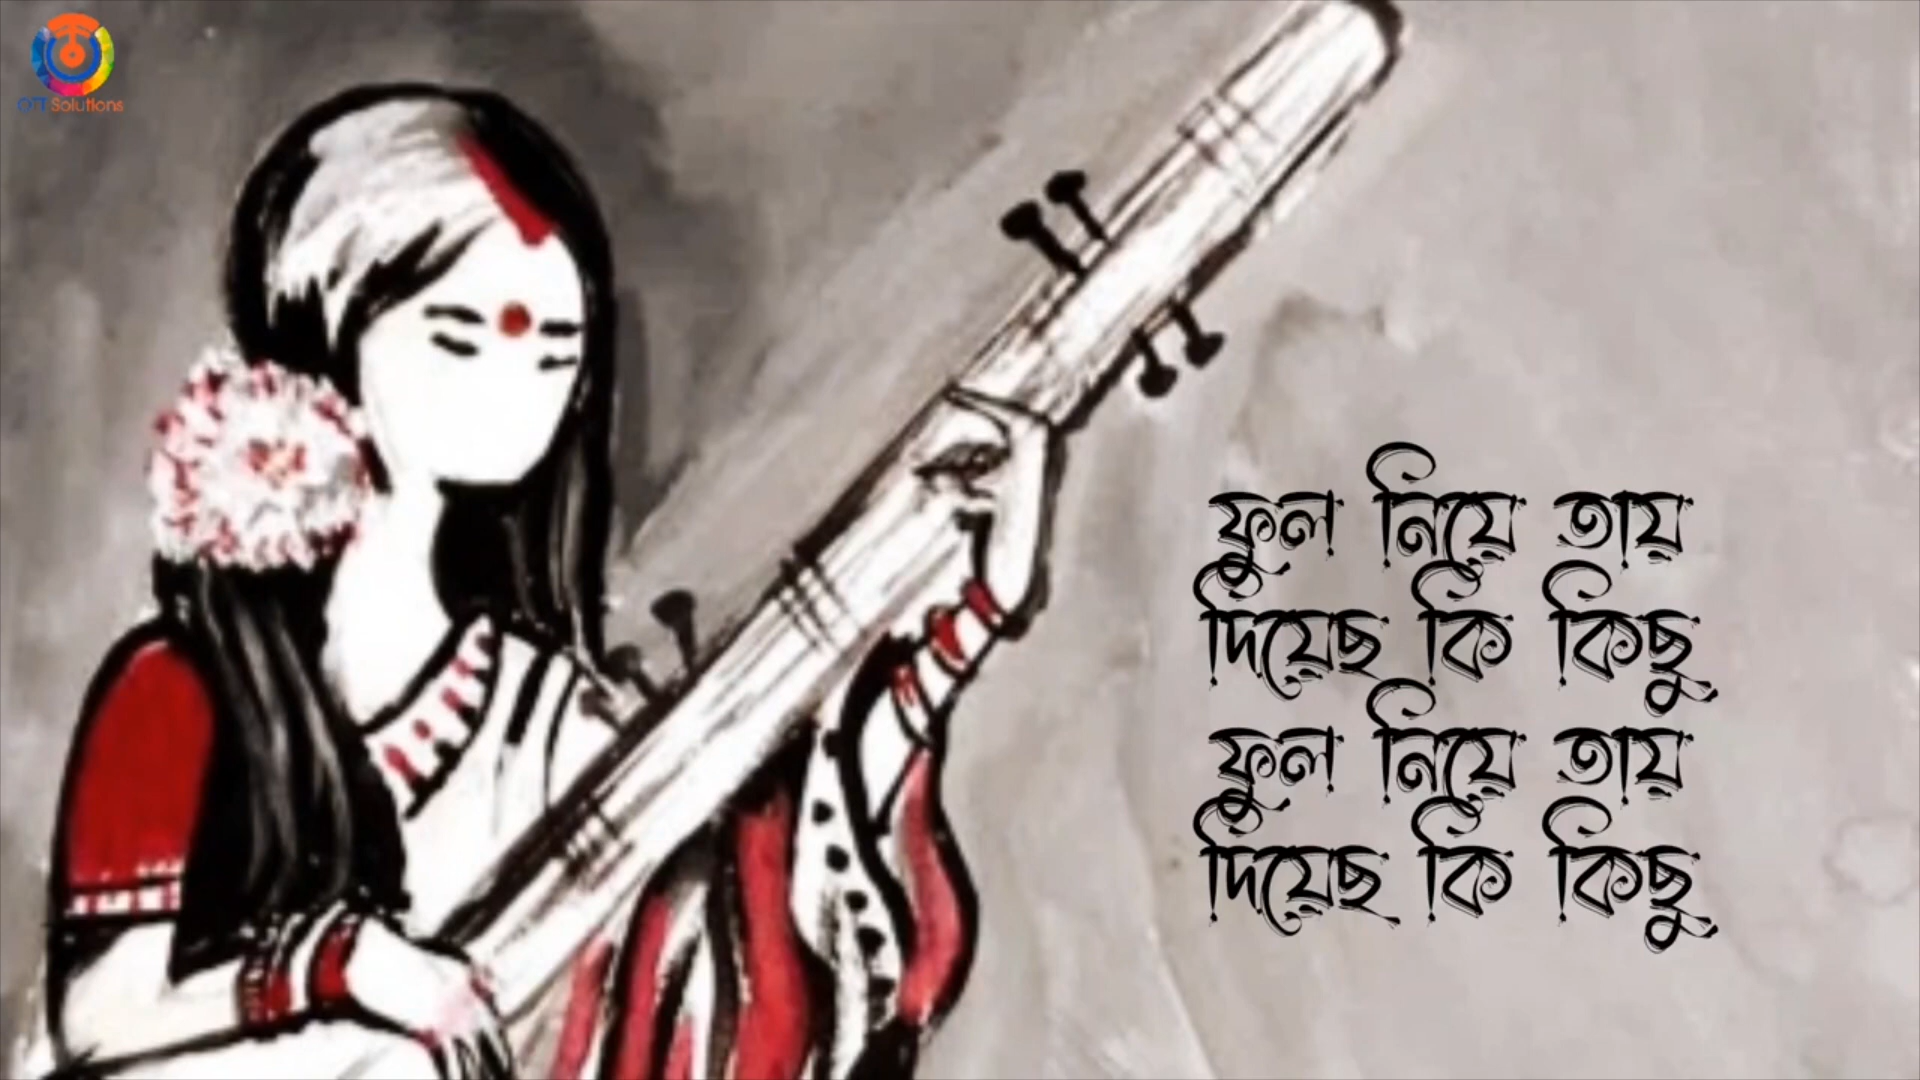 OTT Solutions
ফুল নিয়ে তায়
দিয়েছ কি কিছু
ফুল নিয়ে তায়
দিয়েছ কি কিছু